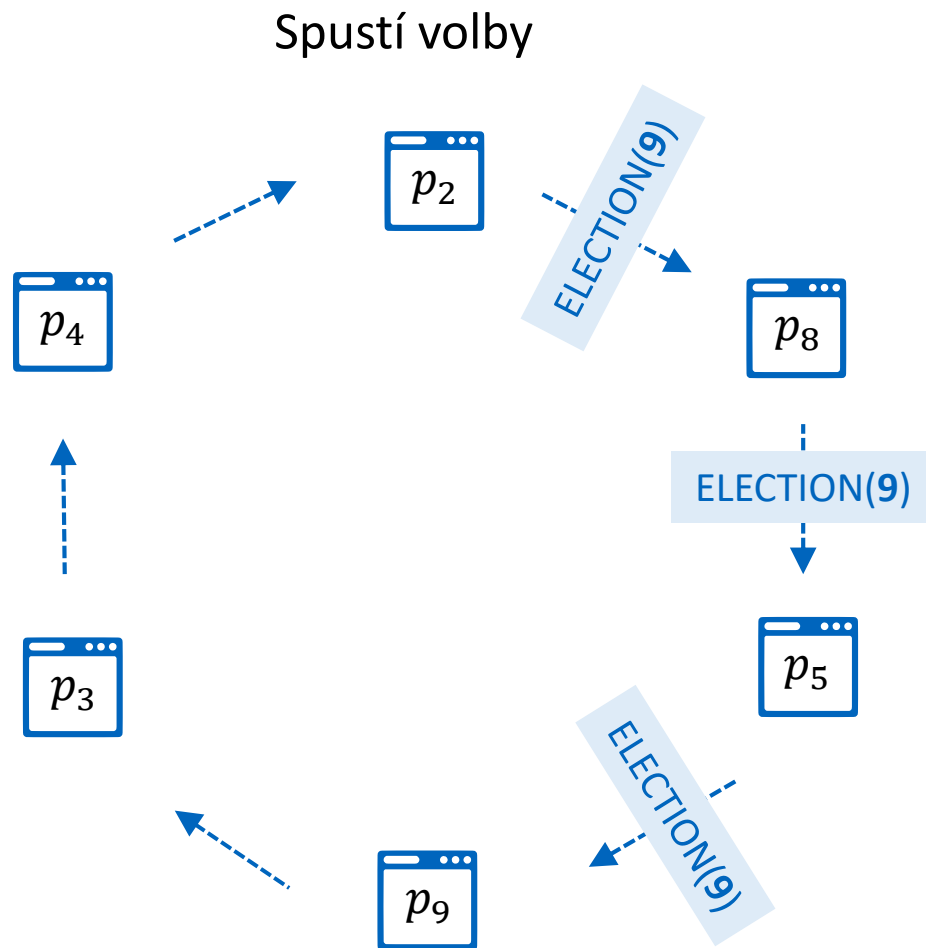 Spustí volby
p₂
ELECTION(9)
p₄
p₈
ELECTION(9)
p₃
p₅
ELECTION(9)
p₉